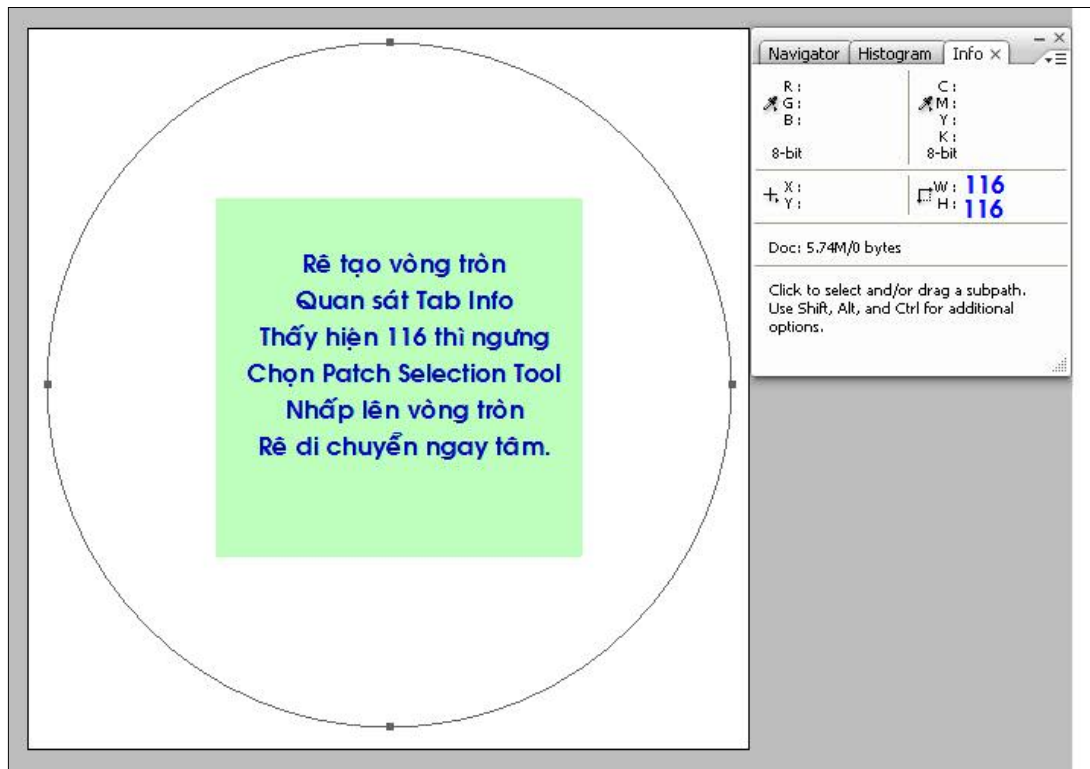 Rê tạo vòng tròn
Quan sát Tab Info
Thấy hiện 116 thì ngưng
Chọn Patch Selection Tool
Nhấp lên vòng tròn
Rê di chuyển ngay tâm.
Navigator Histogram Info
R : C :
G : M :
B : Y :
K :
8-bit 8-bit
X : W : 116
Y : H : 116
Doc: 5.74M/0 bytes
Click to select and/or drag a subpath.
Use Shift, Alt, and Ctrl for additional
options.